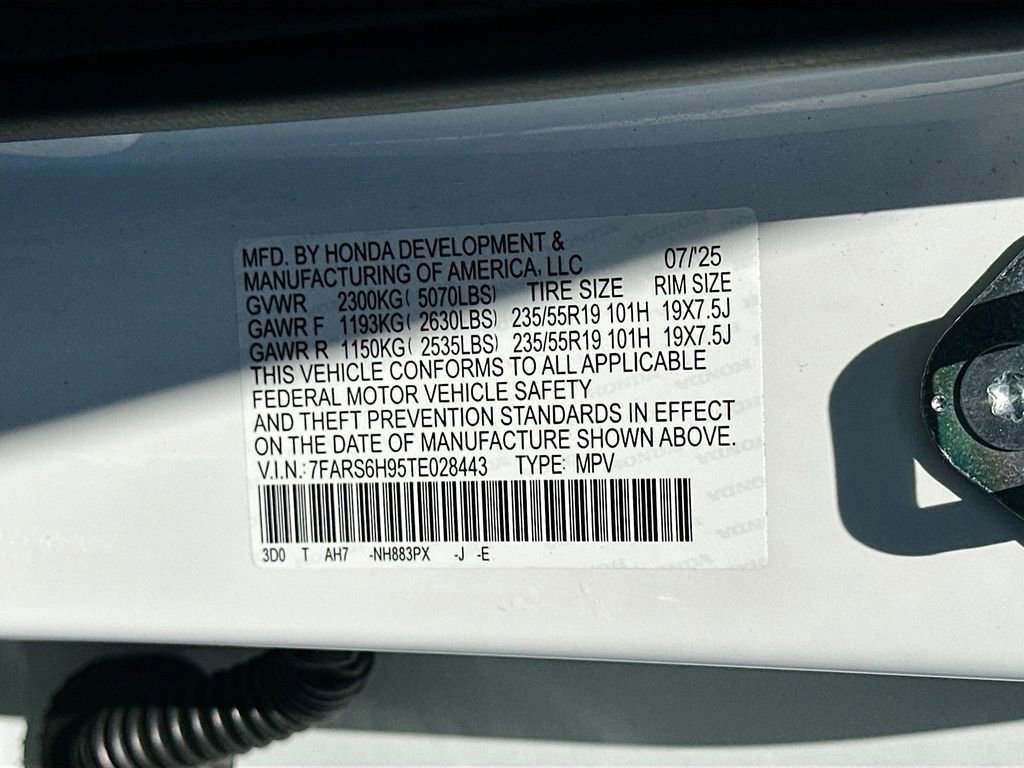 MFD. BY HONDA DEVELOPMENT &
MANUFACTURING OF AMERICA, LLC 07/'25
GVWR 2300KG( 5070LBS) TIRE SIZE RIM SIZE
GAWR F 1193KG( 2630LBS) 235/55R19 101H 19X7.5J
GAWR R 1150KG( 2535LBS) 235/55R19 101H 19X7.5J
THIS VEHICLE CONFORMS TO ALL APPLICABLE
FEDERAL MOTOR VEHICLE SAFETY
AND THEFT PREVENTION STANDARDS IN EFFECT
ON THE DATE OF MANUFACTURE SHOWN ABOVE.
V.I.N.:7FARS6H95TE028443 TYPE: MPV
3D0 T AH7 -NH883PX -J -E